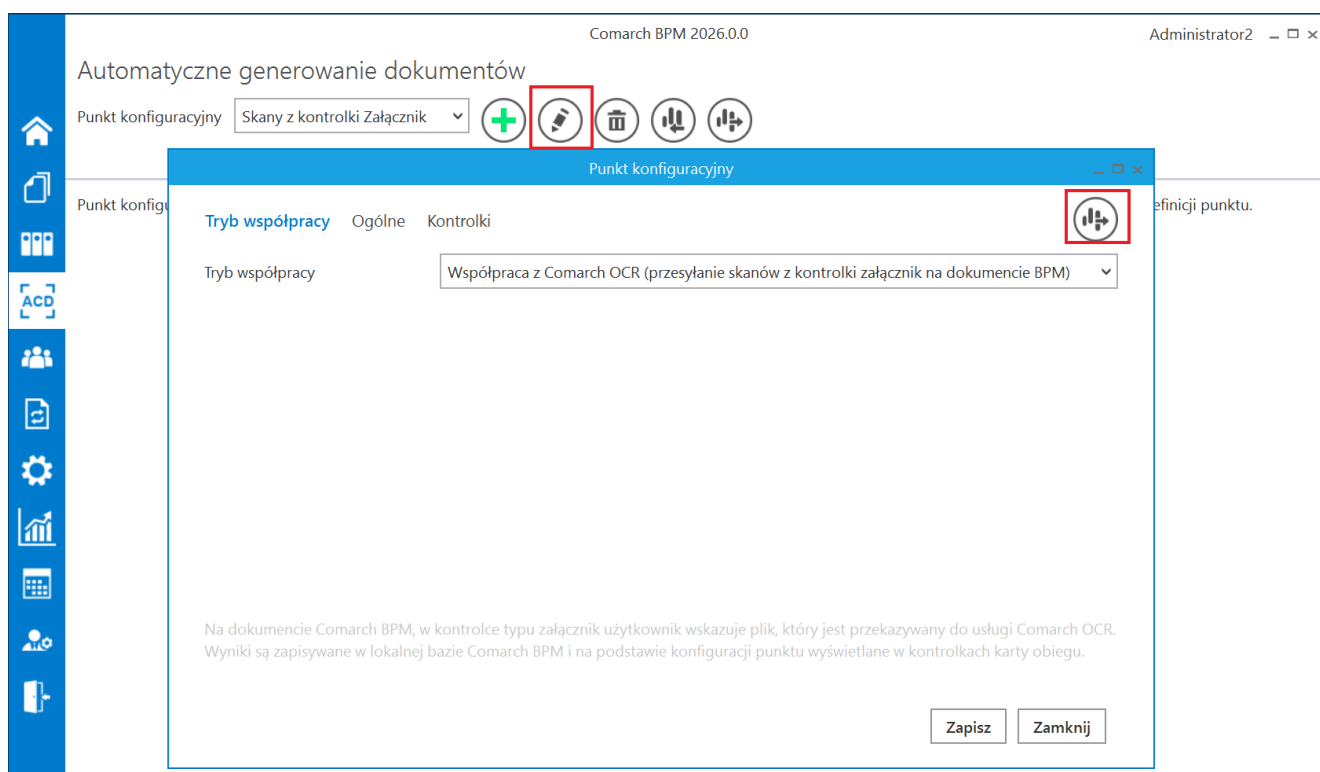 Comarch BPM 2026.0.0
Administrator2
Automatyczne generowanie dokumentów
Punkt konfiguracyjny
Skany z kontrolki Załącznik
Punkt konfiguracyjny
Punkt konfigu
efinicji punktu.
Tryb współpracy
Ogólne
Kontrolki
Tryb współpracy
Współpraca z Comarch OCR (przesyłanie skanów z kontrolki załącznik na dokumencie BPM)
ACD
Na dokumencie Comarch BPM, w kontrolce typu załącznik użytkownik wskazuje plik, który jest przekazywany do usługi Comarch OCR.
Wyniki są zapisywane w lokalnej bazie Comarch BPM i na podstawie konfiguracji punktu wyświetlane w kontrolkach karty obiegu.
Zapisz
Zamknij